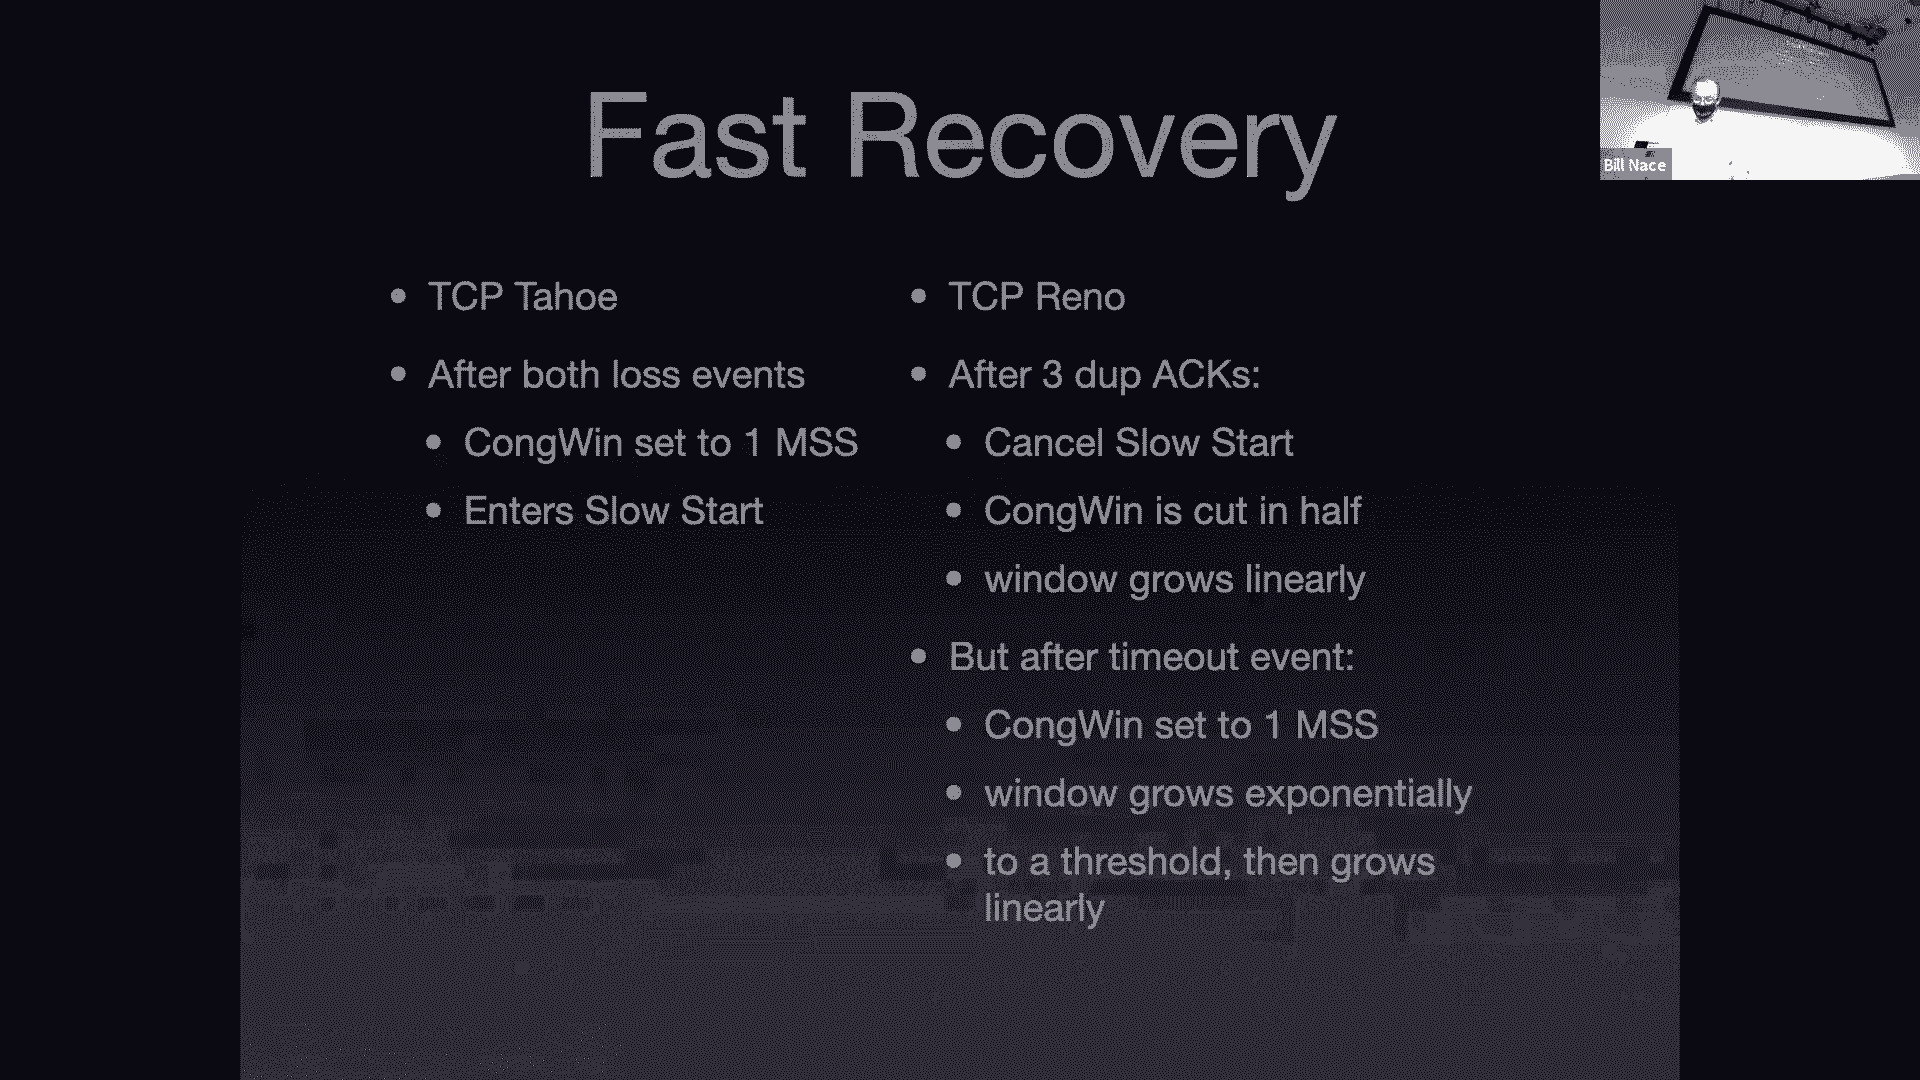 Fast Recovery
Bill Nace
• TCP Tahoe
• After both loss events
• CongWin set to 1 MSS
• Enters Slow Start
• TCP Reno
• After 3 dup ACKs:
• Cancel Slow Start
• CongWin is cut in half
• window grows linearly
• But after timeout event:
• CongWin set to 1 MSS
• window grows exponentially
• to a threshold, then grows
linearly